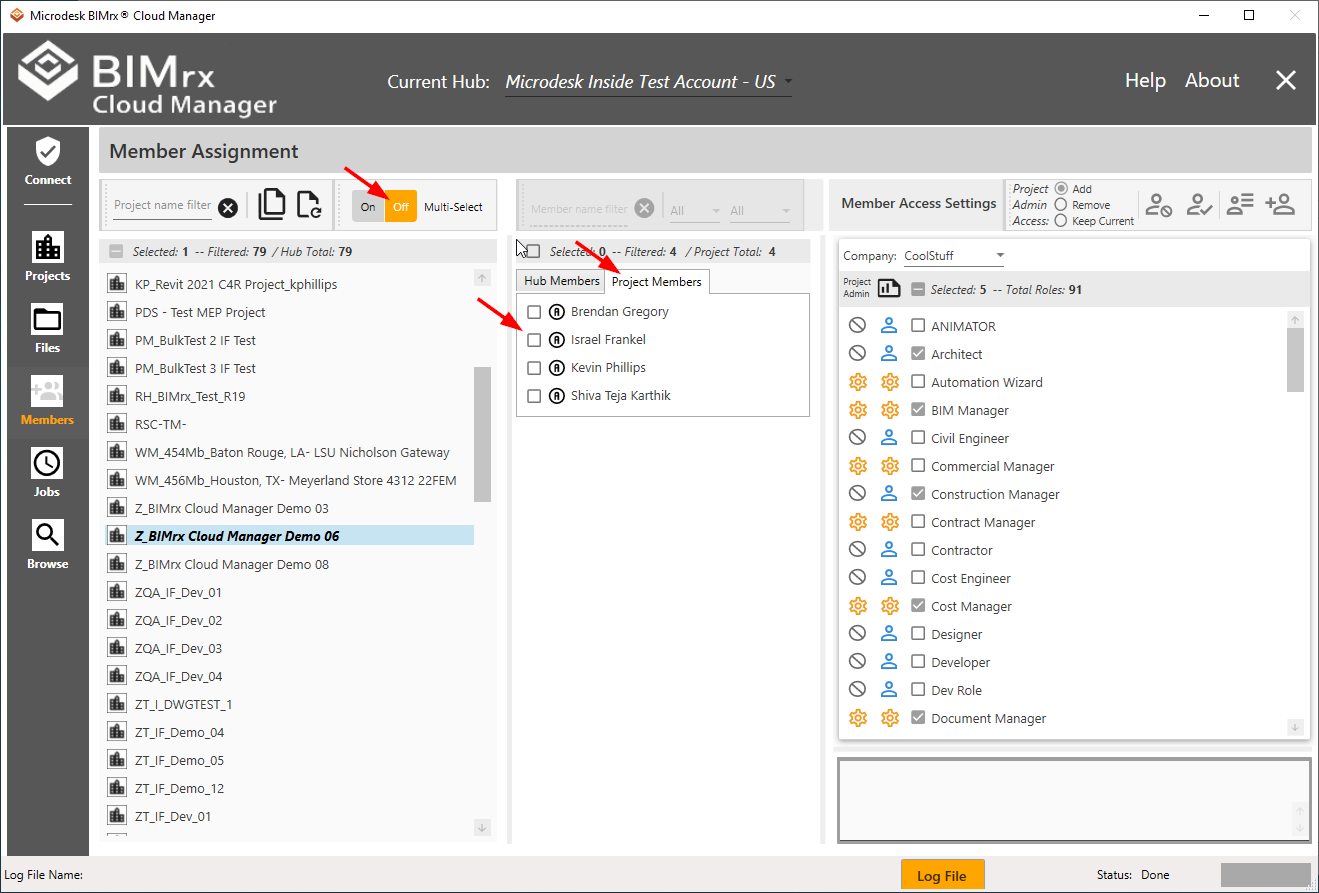 Microdesk BIMrx® Cloud Manager
BIMrx
Cloud Manager
Current Hub: Microdesk Inside Test Account - US
Help About
Connect
Projects
Files
Members
Jobs
Browse
Member Assignment
Project name filter
On Off Multi-Select
Selected: 1 -- Filtered: 79 / Hub Total: 79
KP_Revit 2021 C4R Project_kphillips
PDS - Test MEP Project
PM_BulkTest 2 IF Test
PM_BulkTest 3 IF Test
RH_BIMrx_Test_R19
RSC-TM-
WM_454Mb_Baton Rouge, LA- LSU Nicholson Gateway
WM_456Mb_Houston, TX- Meyerland Store 4312 22FEM
Z_BIMrx Cloud Manager Demo 03
Z_BIMrx Cloud Manager Demo 06
Z_BIMrx Cloud Manager Demo 08
ZQA_IF_Dev_01
ZQA_IF_Dev_02
ZQA_IF_Dev_03
ZQA_IF_Dev_04
ZT_I_DWGTEST_1
ZT_IF_Demo_04
ZT_IF_Demo_05
ZT_IF_Demo_12
ZT_IF_Dev_01
Member name filter
All All
Selected: 0 -- Filtered: 4 / Project Total: 4
Hub Members Project Members
Brendan Gregory
Israel Frankel
Kevin Phillips
Shiva Teja Karthik
Member Access Settings
Project Admin Access:
Add
Remove
Keep Current
Company: CoolStuff
Project Admin
Selected: 5 -- Total Roles: 91
ANIMATOR
Architect
Automation Wizard
BIM Manager
Civil Engineer
Commercial Manager
Construction Manager
Contract Manager
Contractor
Cost Engineer
Cost Manager
Designer
Developer
Dev Role
Document Manager
Log File Name:
Log File
Status: Done